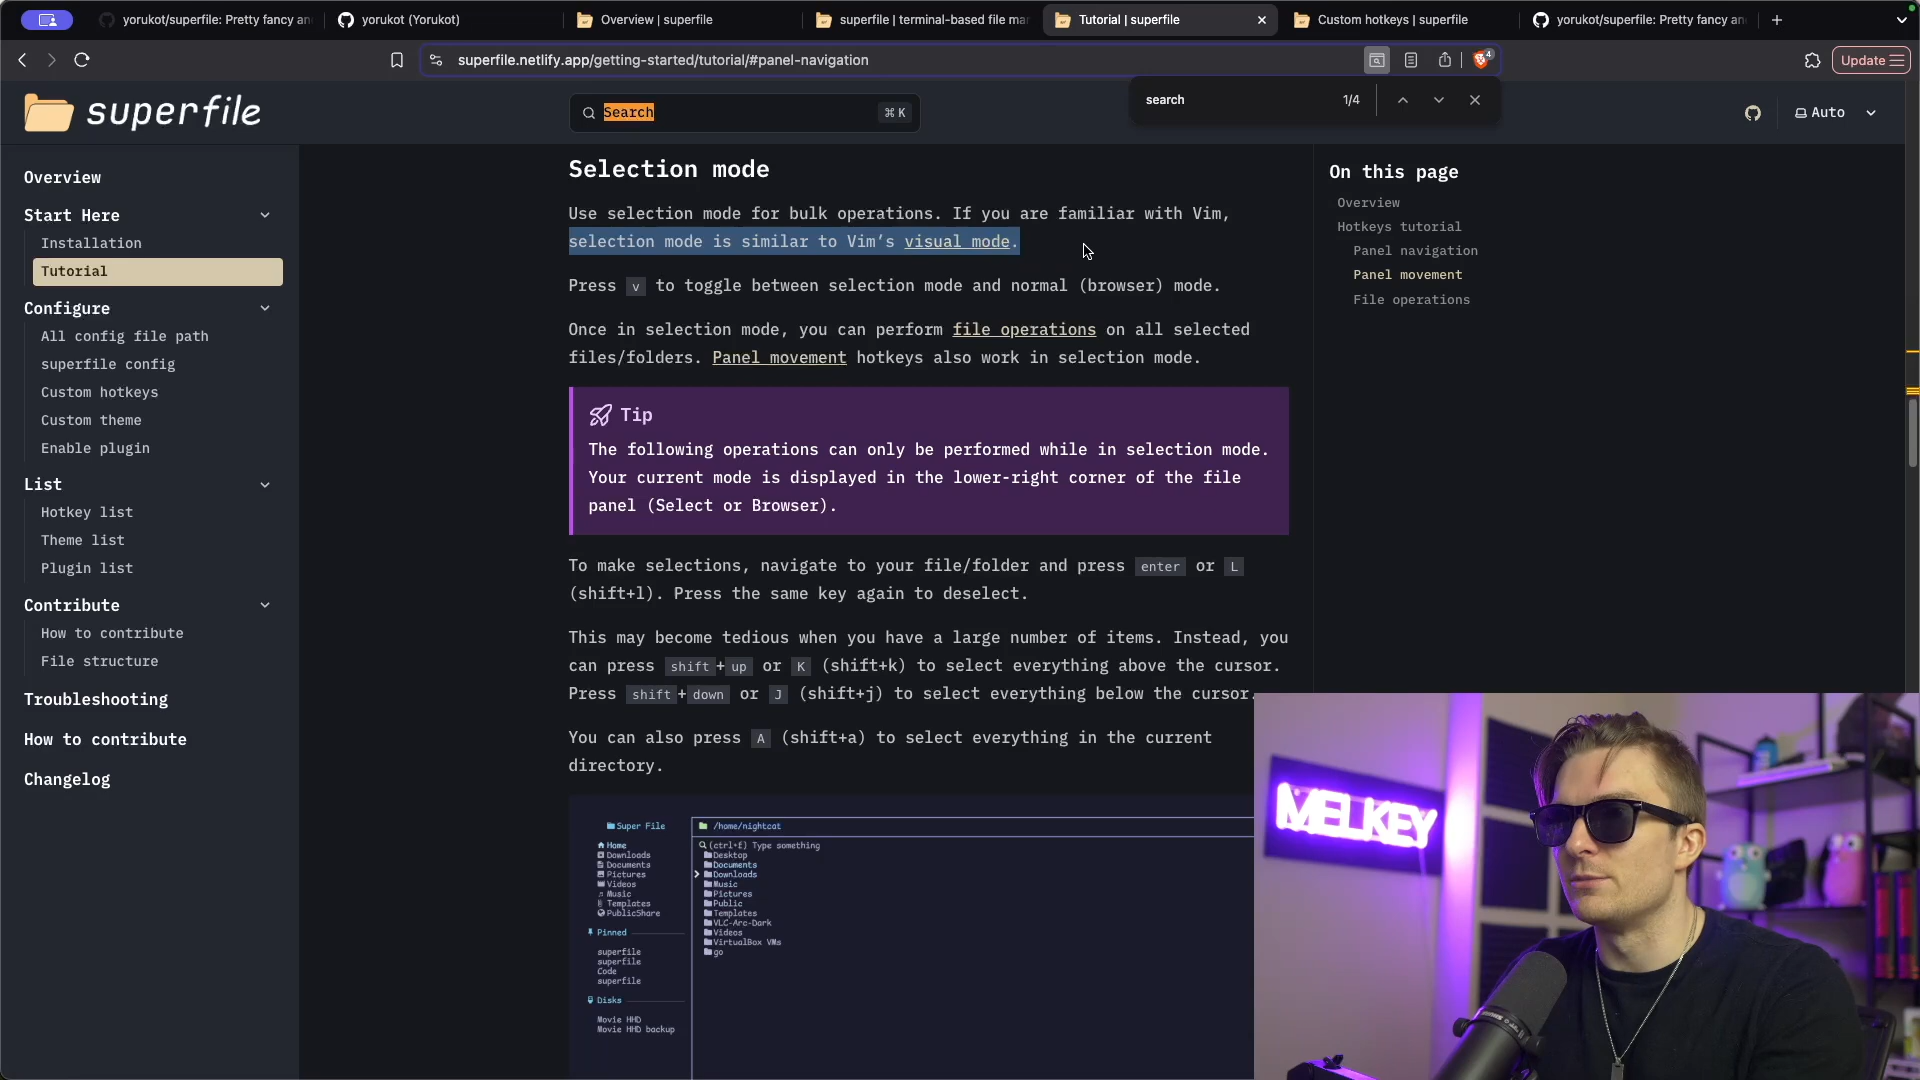 yorukot/superfile: Pretty fancy an
yorukot (Yorukot)
Overview | superfile
superfile | terminal-based file mar
Tutorial | superfile
Custom hotkeys | superfile
yorukot/superfile: Pretty fancy an
superfile.netlify.app/getting-started/tutorial/#panel-navigation
4
Update
search
1/4
superfile
Search
⌘ K
Auto
Overview
Start Here
Installation
Tutorial
Configure
All config file path
superfile config
Custom hotkeys
Custom theme
Enable plugin
List
Hotkey list
Theme list
Plugin list
Contribute
How to contribute
File structure
Troubleshooting
How to contribute
Changelog
Selection mode
Use selection mode for bulk operations. If you are familiar with Vim,
selection mode is similar to Vim’s visual mode.
Press v to toggle between selection mode and normal (browser) mode.
Once in selection mode, you can perform file operations on all selected
files/folders. Panel movement hotkeys also work in selection mode.
Tip
The following operations can only be performed while in selection mode.
Your current mode is displayed in the lower-right corner of the file
panel (Select or Browser).
To make selections, navigate to your file/folder and press enter or L
(shift+l). Press the same key again to deselect.
This may become tedious when you have a large number of items. Instead, you
can press shift+up or K (shift+k) to select everything above the cursor.
Press shift+down or J (shift+j) to select everything below the cursor.
You can also press A (shift+a) to select everything in the current
directory.
Super File
Home
Downloads
Documents
Pictures
Videos
Music
Templates
PublicShare
Pinned
superfile
superfile
Code
superfile
Disks
Movie HHD
Movie HHD backup
/home/nightcat
(ctrl+f) Type something
Desktop
Documents
Downloads
Music
Pictures
Public
Templates
VLC-Arc-Dark
Videos
VirtualBox VMs
go
On this page
Overview
Hotkeys tutorial
Panel navigation
Panel movement
File operations
MELKEY